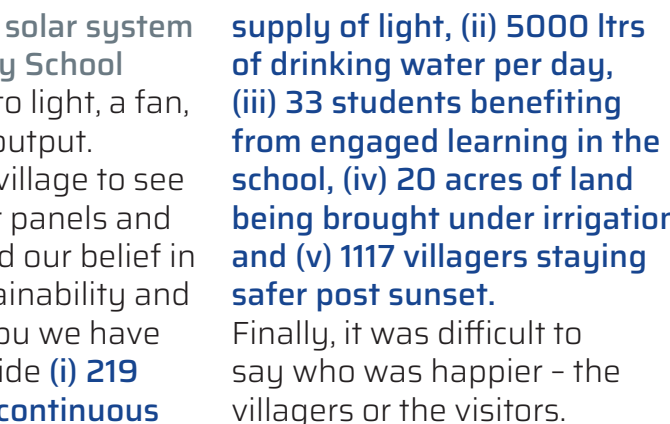 solar system
y School
to light, a fan,
output.
village to see
panels and
d our belief in
ainability and
ou we have
ide (i) 219
continuous
supply of light, (ii) 5000 ltrs
of drinking water per day,
(iii) 33 students benefiting
from engaged learning in the
school, (iv) 20 acres of land
being brought under irrigation
and (v) 1117 villagers staying
safer post sunset.
Finally, it was difficult to
say who was happier – the
villagers or the visitors.